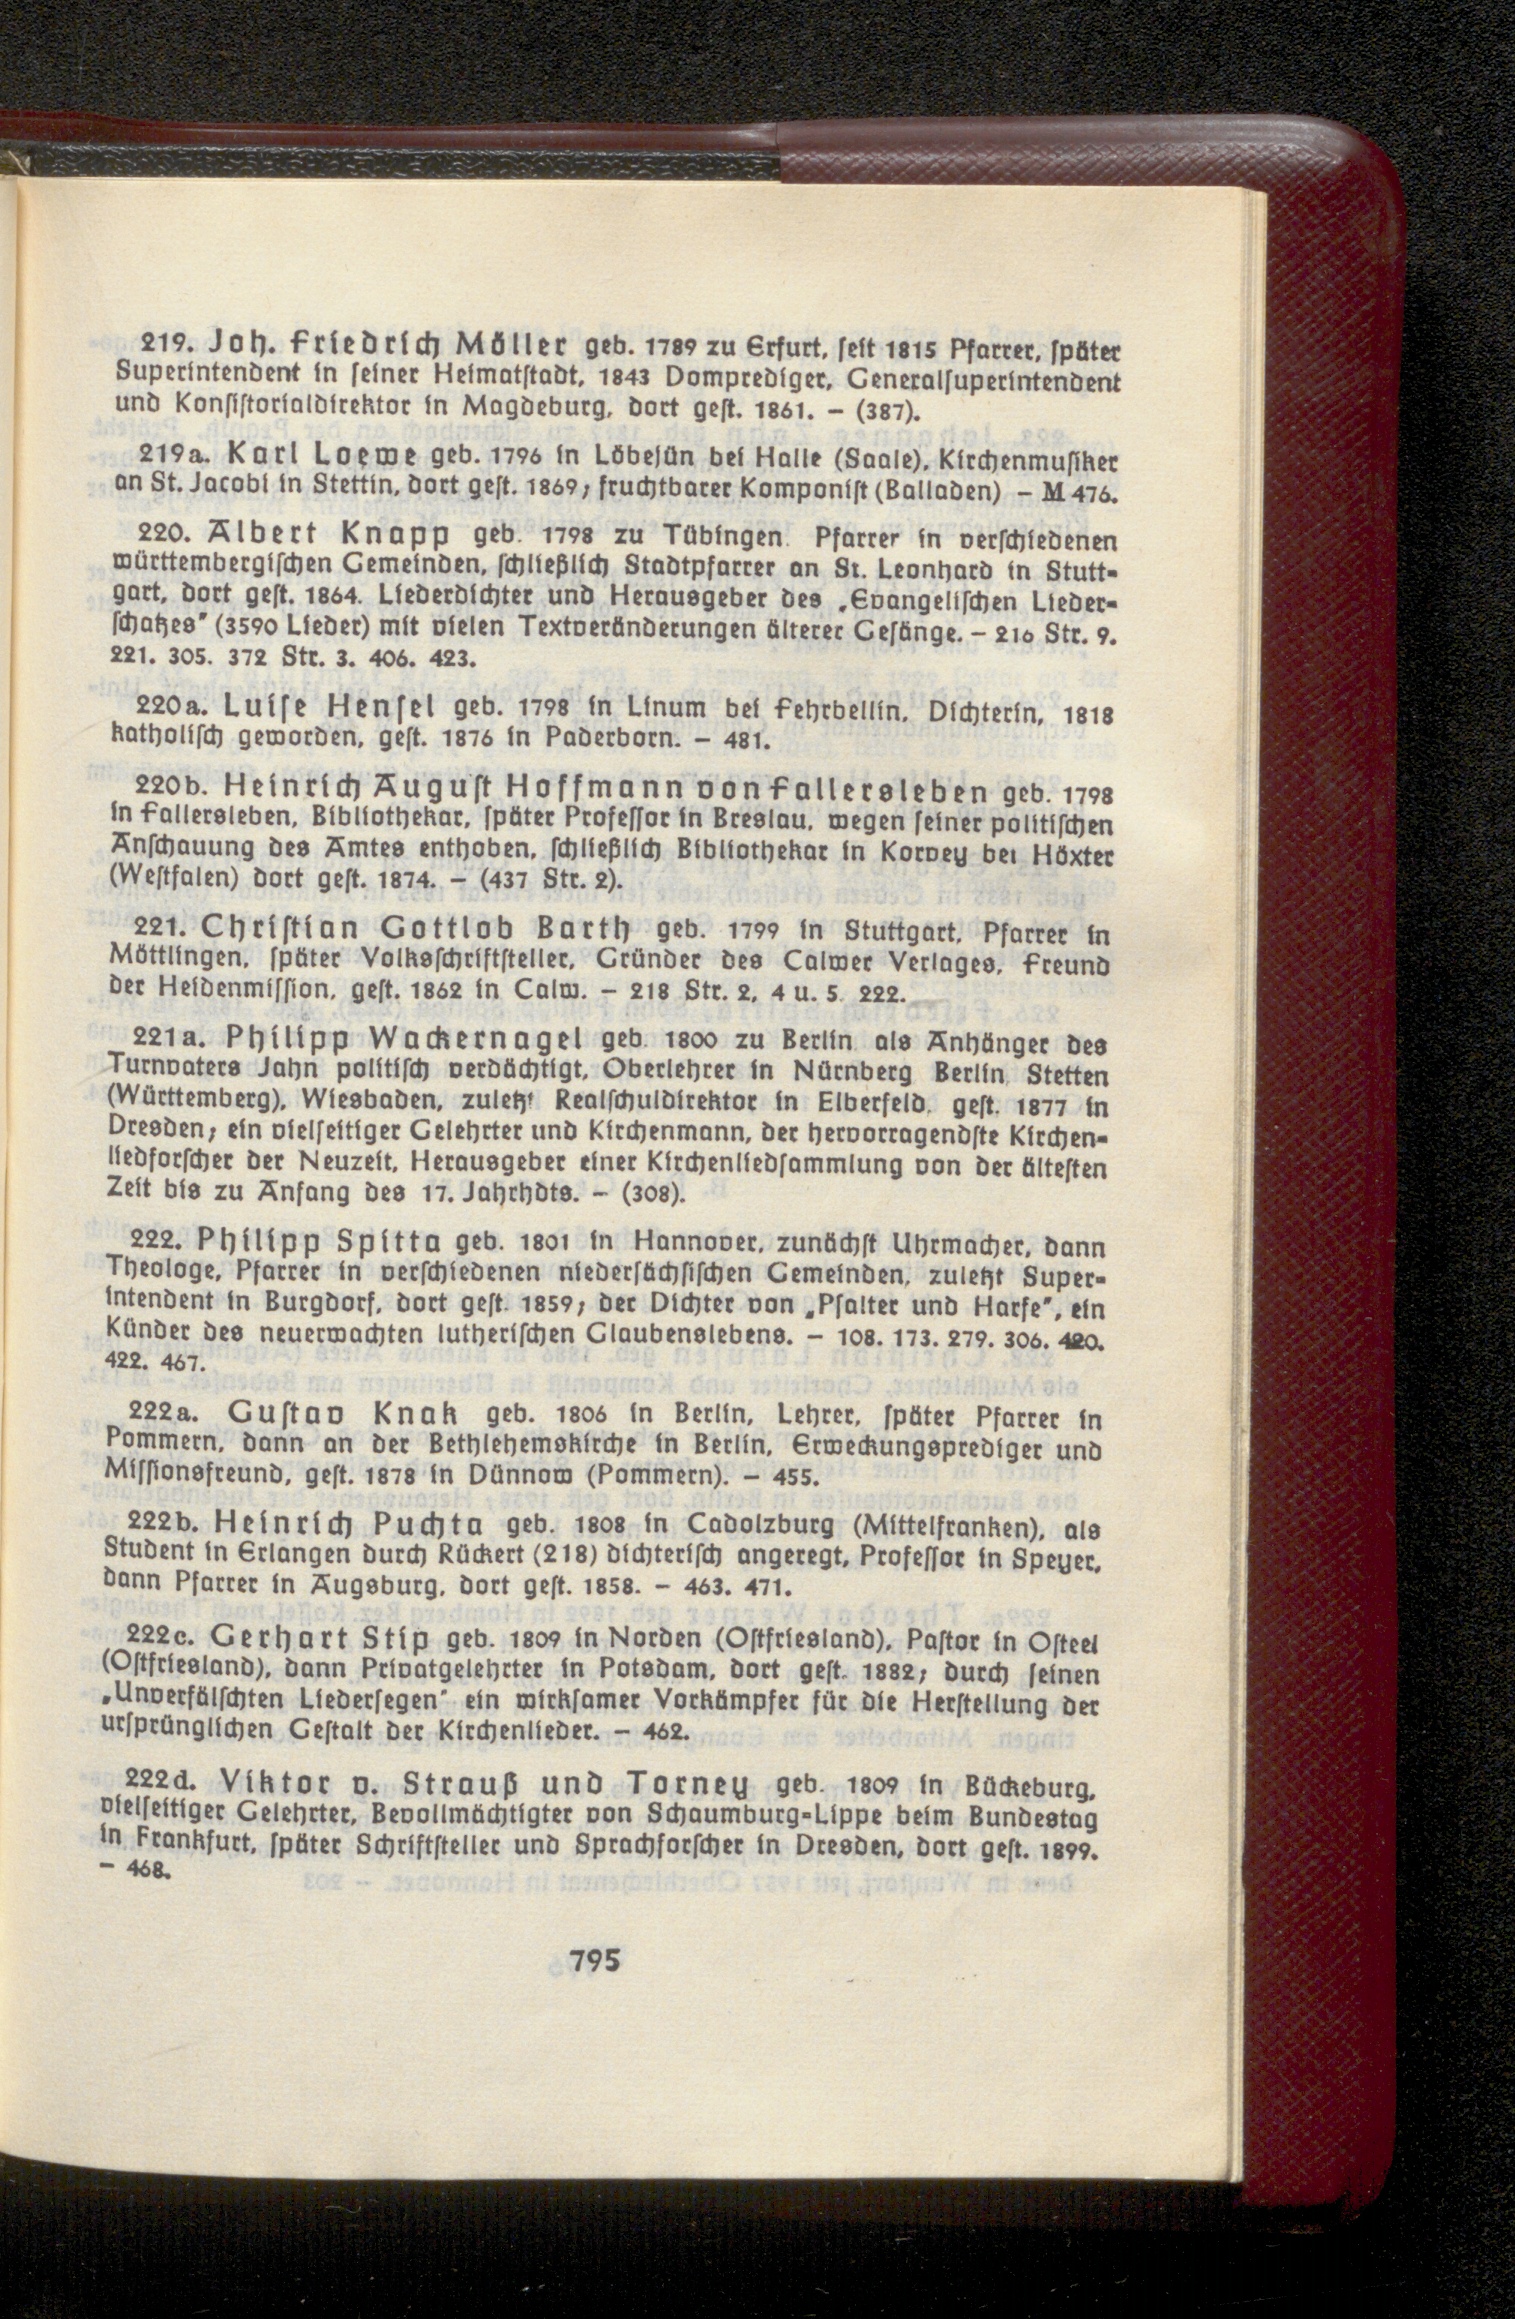 219. Joh. Friedrich Möller geb. 1789 zu Erfurt, ſeit 1815 Pfarrer, ſpäter
Superintendent in ſeiner Heimatſtadt, 1843 Domprediger, Generalſuperintendent
und Konſiſtorialdirektor in Magdeburg, dort geſt. 1861. – (387).
219a. Karl Loewe geb. 1796 in Löbejün bei Halle (Saale), Kirchenmuſiker
an St. Jacobi in Stettin, dort geſt. 1869; fruchtbarer Komponiſt (Balladen) – M 476.
220. Albert Knapp geb. 1798 zu Tübingen. Pfarrer in verſchiedenen
württembergiſchen Gemeinden, ſchließlich Stadtpfarrer an St. Leonhard in Stutt-
gart, dort geſt. 1864. Liederdichter und Herausgeber des „Evangeliſchen Lieder-
ſchatzes" (3590 Lieder) mit vielen Textveränderungen älterer Geſänge. – 216 Str. 9.
221. 305. 372 Str. 3. 406. 423.
220a. Luiſe Henſel geb. 1798 in Linum bei Fehrbellin, Dichterin, 1818
katholiſch geworden, geſt. 1876 in Paderborn. – 481.
220b. Heinrich Auguſt Hoffmann von Fallersleben geb. 1798
in Fallersleben, Bibliothekar, ſpäter Profeſſor in Breslau, wegen ſeiner politiſchen
Anſchauung des Amtes enthoben, ſchließlich Bibliothekar in Korvey bei Höxter
(Weſtfalen) dort geſt. 1874. – (437 Str. 2).
221. Chriſtian Gottlob Barth geb. 1799 in Stuttgart, Pfarrer in
Möttlingen, ſpäter Volksſchriftſteller, Gründer des Calwer Verlages, Freund
der Heidenmiſſion, geſt. 1862 in Calw. – 218 Str. 2, 4 u. 5. 222.
221a. Philipp Wackernagel geb. 1800 zu Berlin als Anhänger des
Turnvaters Jahn politiſch verdächtigt, Oberlehrer in Nürnberg Berlin Stetten
(Württemberg), Wiesbaden, zuletzt Realſchuldirektor in Elberfeld, geſt. 1877 in
Dresden; ein vielſeitiger Gelehrter und Kirchenmann, der hervorragendſte Kirchen-
liedforſcher der Neuzeit, Herausgeber einer Kirchenliedſammlung von der älteſten
Zeit bis zu Anfang des 17. Jahrhdts. – (308).
222. Philipp Spitta geb. 1801 in Hannover, zunächſt Uhrmacher, dann
Theologe, Pfarrer in verſchiedenen niederſächſiſchen Gemeinden, zuletzt Super-
intendent in Burgdorf, dort geſt. 1859; der Dichter von „Pſalter und Harfe", ein
Künder des neuerwachten lutheriſchen Glaubenslebens. – 108. 173. 279. 306. 420.
422. 467.
222a. Guſtav Knak geb. 1806 in Berlin, Lehrer, ſpäter Pfarrer in
Pommern, dann an der Bethlehemskirche in Berlin, Erweckungsprediger und
Miſſionsfreund, geſt. 1878 in Dünnow (Pommern). – 455.
222b. Heinrich Puchta geb. 1808 in Cadolzburg (Mittelfranken), als
Student in Erlangen durch Rückert (218) dichteriſch angeregt, Profeſſor in Speyer,
dann Pfarrer in Augsburg, dort geſt. 1858. – 463. 471.
222c. Gerhart Stip geb. 1809 in Norden (Oſtfriesland), Paſtor in Oſteel
(Oſtfriesland), dann Privatgelehrter in Potsdam, dort geſt. 1882; durch ſeinen
„Unverfälſchten Liederſegen" ein wirkſamer Vorkämpfer für die Herſtellung der
urſprünglichen Geſtalt der Kirchenlieder. – 462.
222d. Viktor v. Strauß und Torney geb. 1809 in Bückeburg,
vielſeitiger Gelehrter, Bevollmächtigter von Schaumburg-Lippe beim Bundestag
in Frankfurt, ſpäter Schriftſteller und Sprachforſcher in Dresden, dort geſt. 1899.
– 468.
795